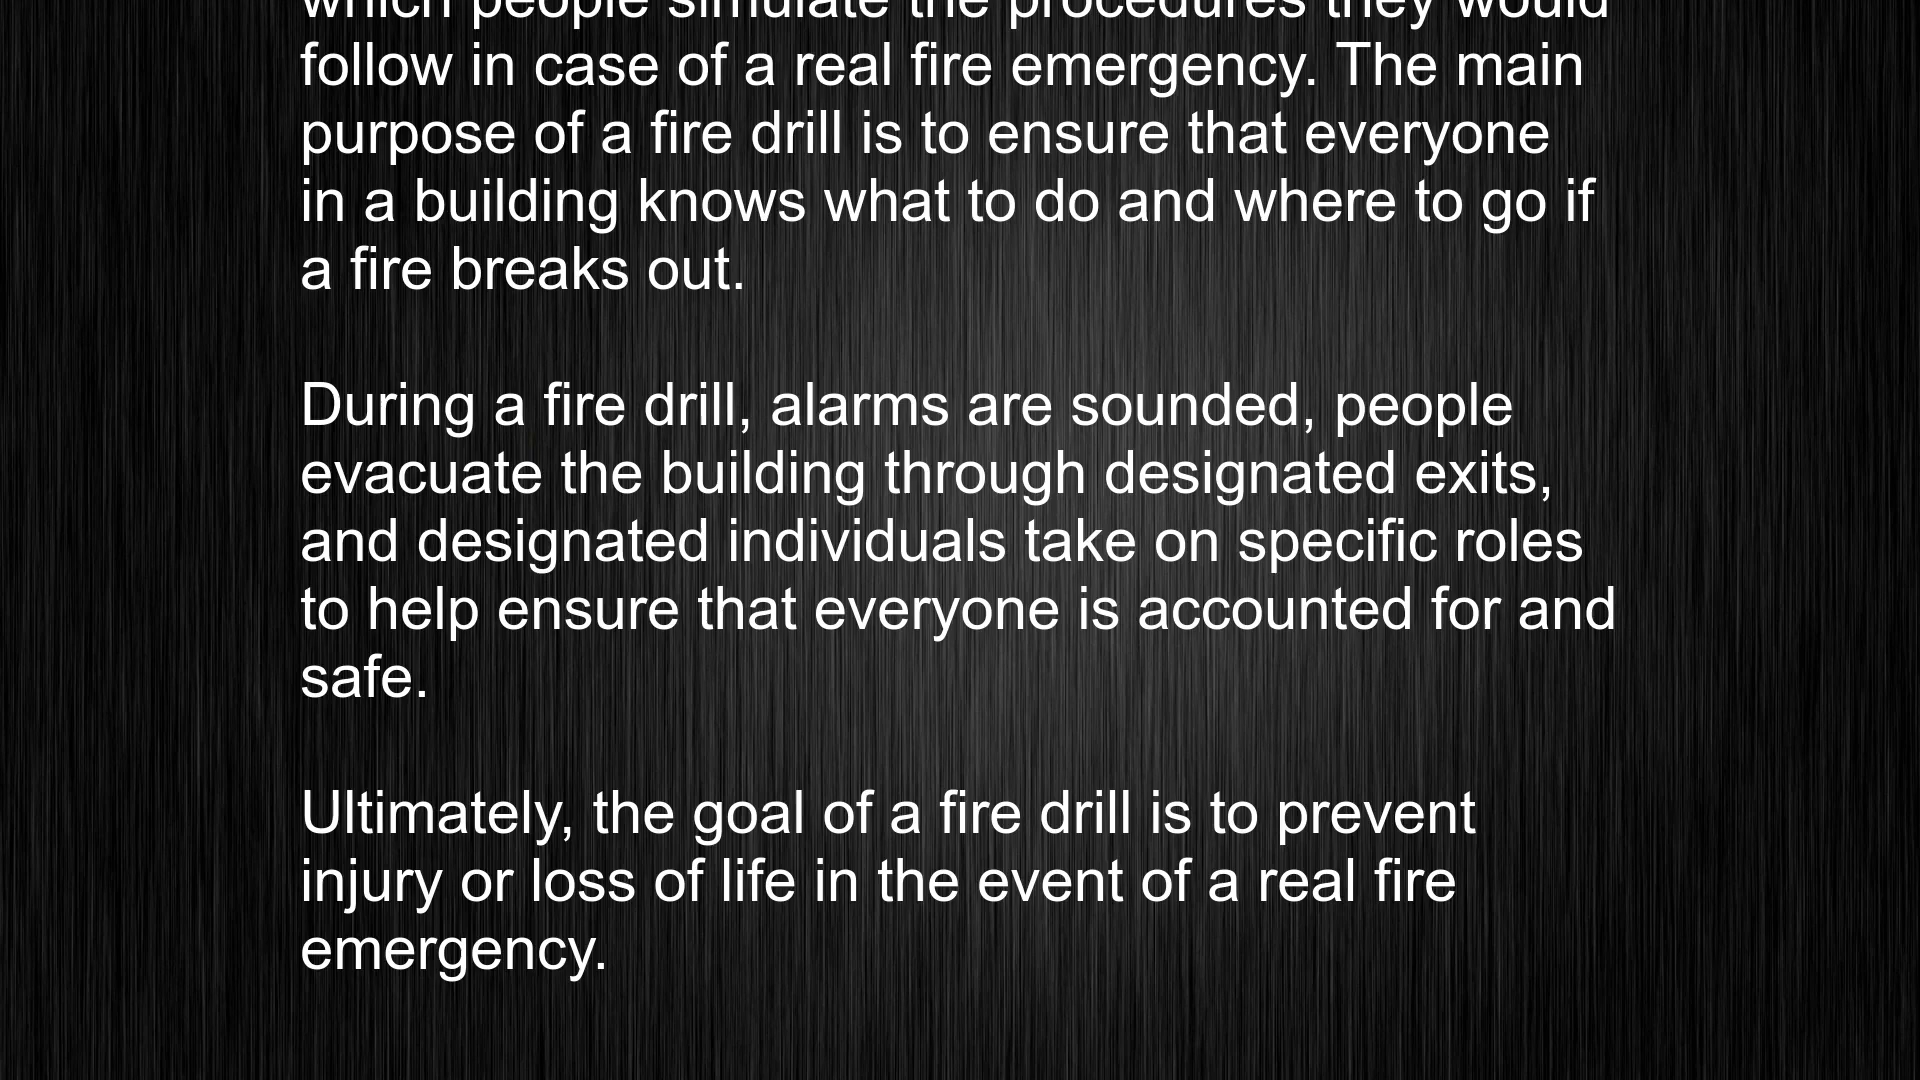 which people simulate the procedures they would
follow in case of a real fire emergency. The main
purpose of a fire drill is to ensure that everyone
in a building knows what to do and where to go if
a fire breaks out.
During a fire drill, alarms are sounded, people
evacuate the building through designated exits,
and designated individuals take on specific roles
to help ensure that everyone is accounted for and
safe.
Ultimately, the goal of a fire drill is to prevent
injury or loss of life in the event of a real fire
emergency.